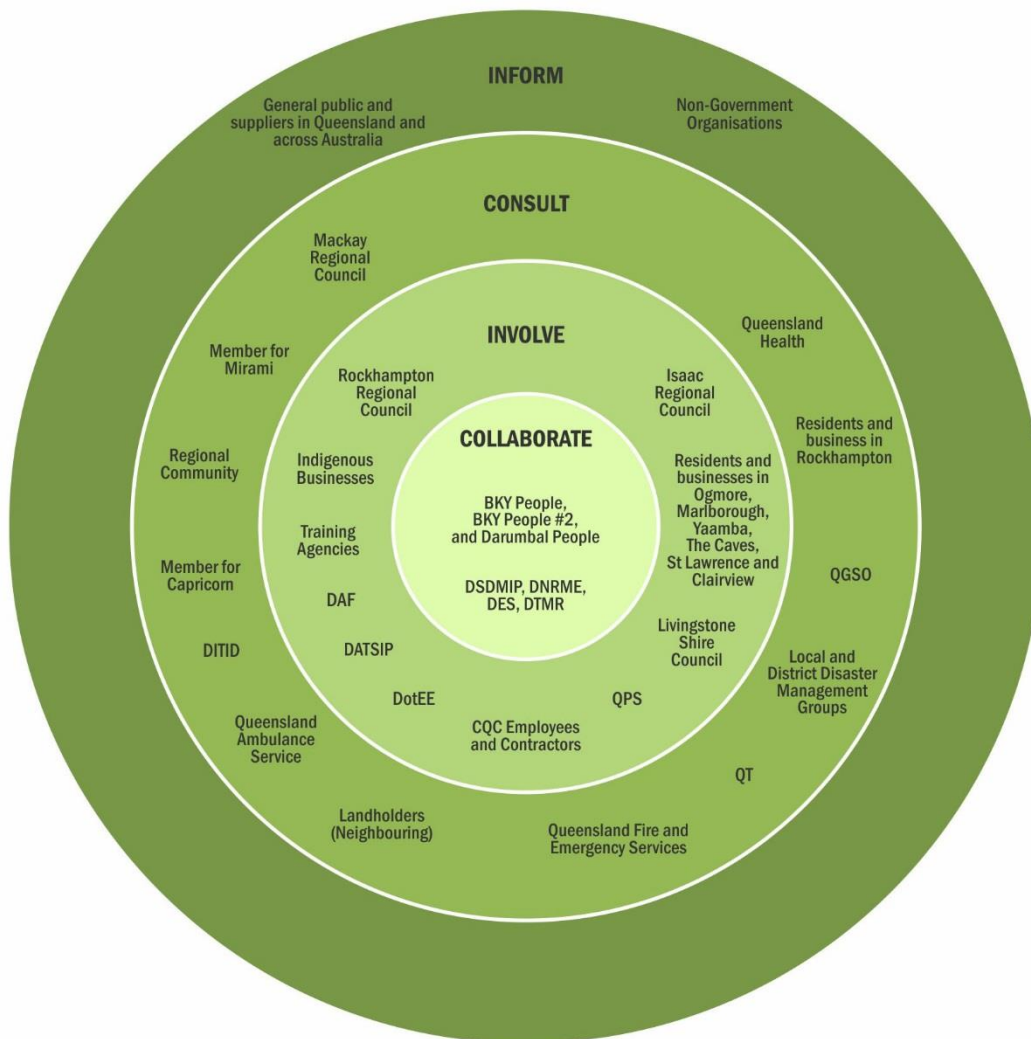 INFORM
General public and
suppliers in Queensland and
across Australia
Non-Government
Organisations
CONSULT
Mackay
Regional
Council
Queensland
Health
Member for
Mirami
Residents and
business in
Rockhampton
Regional
Community
Member for
Capricorn
QGSO
DITID
Local and
District Disaster
Management
Groups
Queensland
Ambulance
Service
QT
Landholders
(Neighbouring)
Queensland Fire and
Emergency Services
INVOLVE
Rockhampton
Regional
Council
Isaac
Regional
Council
Indigenous
Businesses
Residents and
businesses in
Ogmore,
Marlborough,
Yaamba,
The Caves,
St Lawrence and
Clairview
Training
Agencies
DAF
DATSIP
Livingstone
Shire
Council
DotEE
QPS
CQC Employees
and Contractors
COLLABORATE
BKY People,
BKY People #2,
and Darumbal People
DSDMIP, DNRME,
DES, DTMR